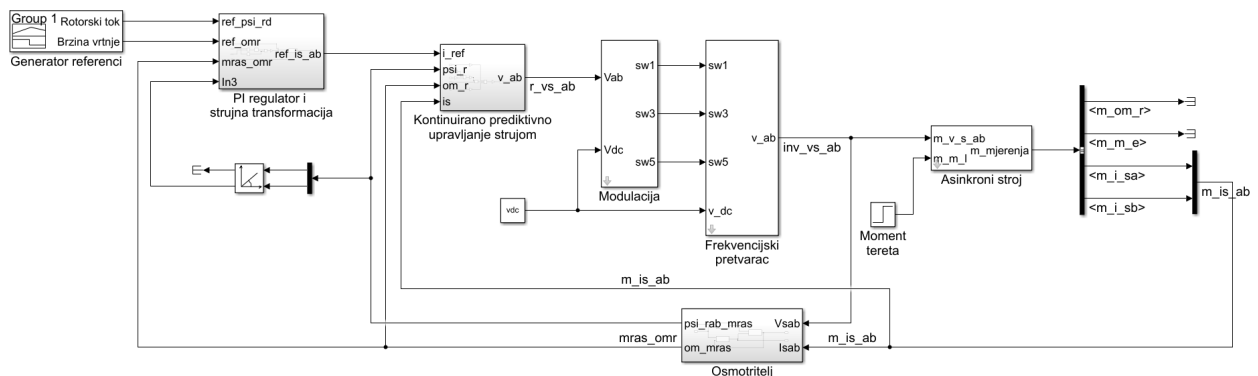 Group 1
Rotorski tok
Brzina vrtnje
Generator referenci
ref_psi_rd
ref_omr
mras_omr
In3
ref_is_ab
PI regulator i
strujna transformacija
i_ref
psi_r
om_r
is
v_ab
r_vs_ab
Kontinuirano prediktivno
upravljanje strujom
Vab
Vdc
sw1
sw3
sw5
Modulacija
vdc
sw1
sw3
sw5
v_dc
v_ab
inv_vs_ab
Frekvencijski
pretvarac
m_v_s_ab
m_m_l
m_mjerenja
Asinkroni stroj
Moment
tereta
<m_om_r>
<m_m_e>
<m_i_sa>
<m_i_sb>
m_is_ab
m_is_ab
mras_omr
psi_rab_mras
om_mras
Vsab
Isab
m_is_ab
Osmotriteli